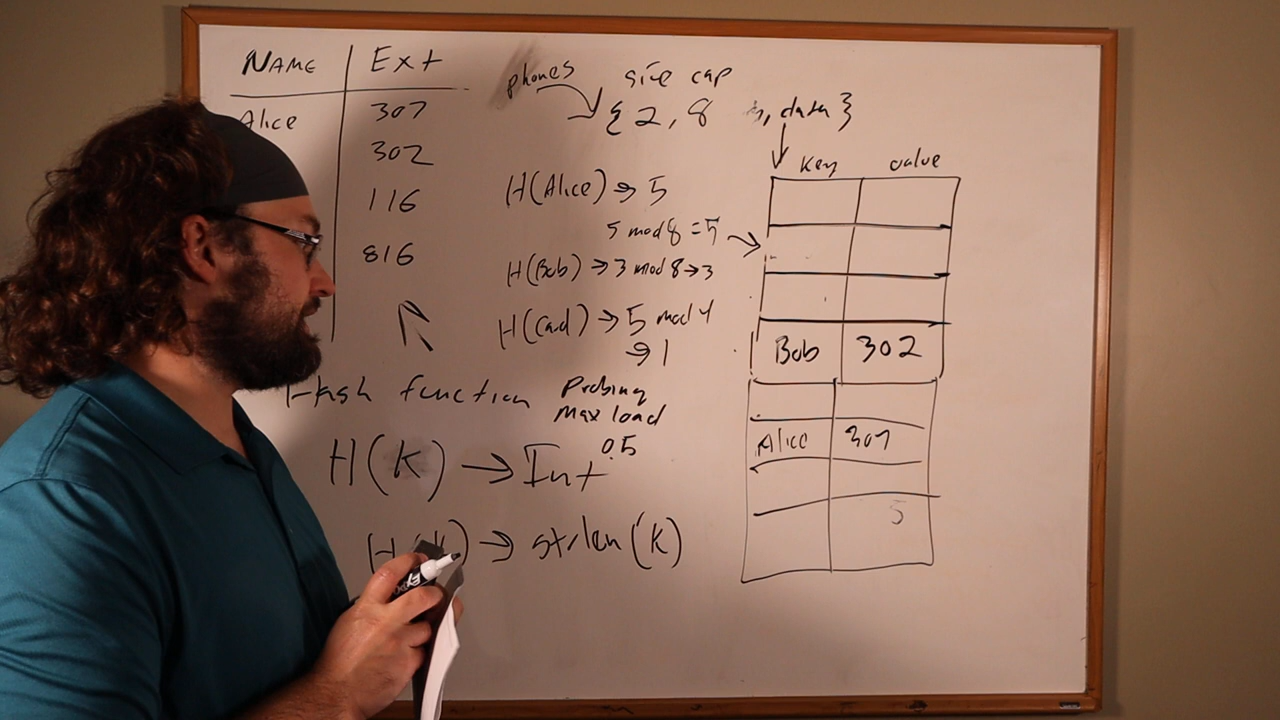 NAME Ext
Alice 307
302
116
816
phones size cap
{ 2, 8 , data }
H(Alice) → 5
5 mod 8 = 5
H(Bob) → 3 mod 8 → 3
H(Carol) → 5 mod 4
→ 1
Hash function
Probing
Max load
0.5
H(K) → Int
H(K) → strlen(K)
key value
Bob 302
Alice 307
5